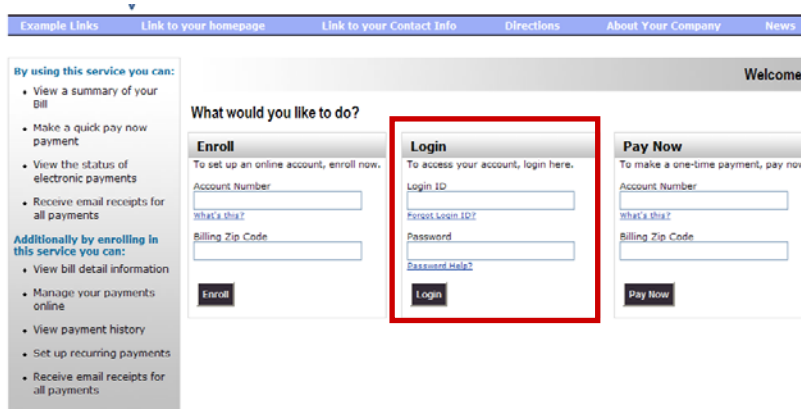 Example Links Link to your homepage Link to your Contact Info Directions About Your Company News
Welcome
By using this service you can:
• View a summary of your
Bill
• Make a quick pay now
payment
• View the status of
electronic payments
• Receive email receipts for
all payments
Additionally by enrolling in
this service you can:
• View bill detail information
• Manage your payments
online
• View payment history
• Set up recurring payments
• Receive email receipts for
all payments
What would you like to do?
Enroll
To set up an online account, enroll now.
Account Number
What's this?
Billing Zip Code
Enroll
Login
To access your account, login here.
Login ID
Forgot Login ID?
Password
Password Help?
Login
Pay Now
To make a one-time payment, pay now
Account Number
What's this?
Billing Zip Code
Pay Now